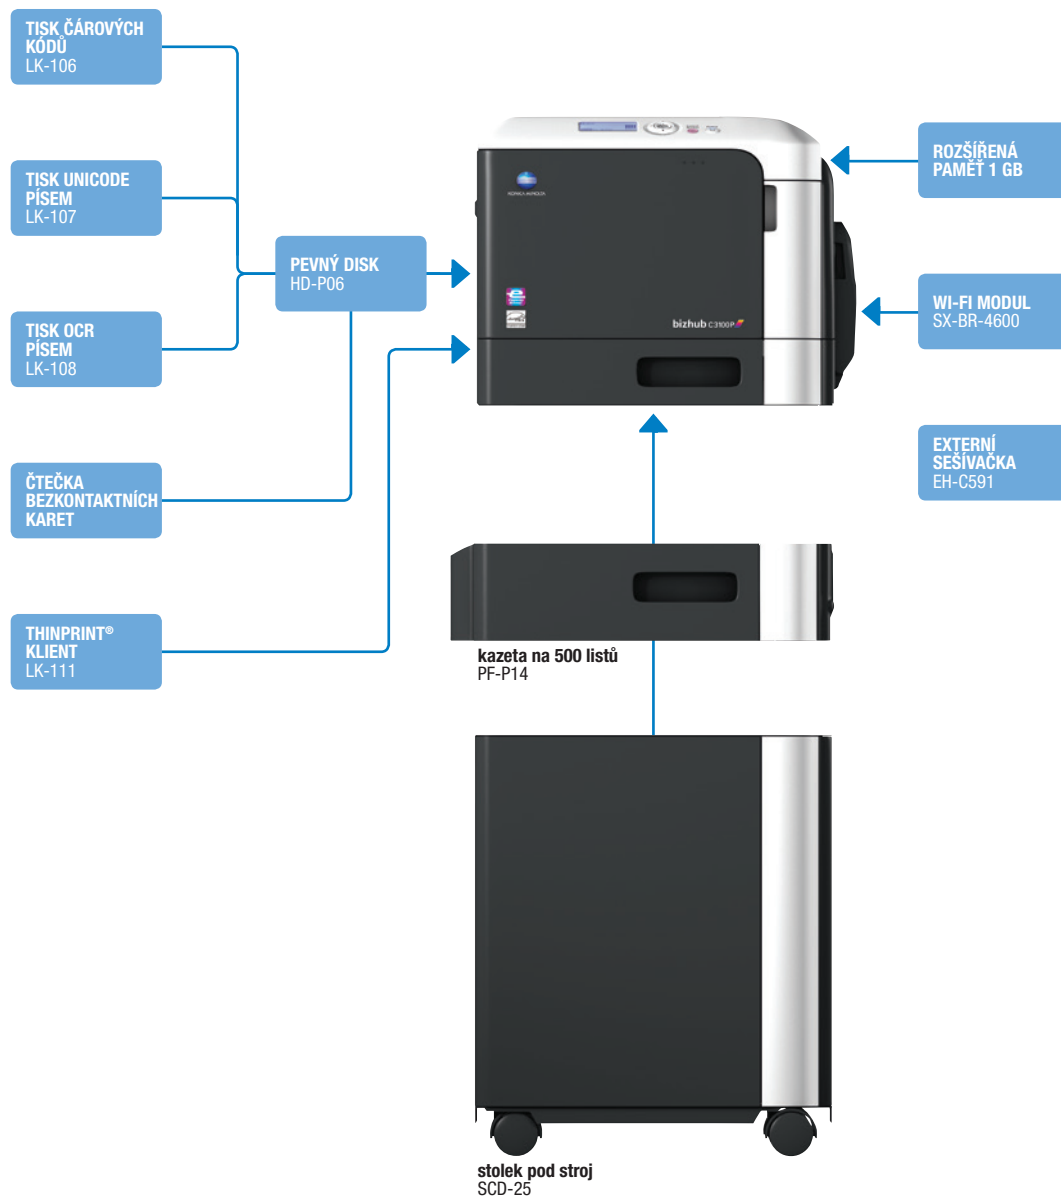 TISK ČÁROVÝCH
KÓDŮ
LK-106
TISK UNICODE
PÍSEM
LK-107
TISK OCR
PÍSEM
LK-108
ČTEČKA
BEZKONTAKTNÍCH
KARET
THINPRINT®
KLIENT
LK-111
PEVNÝ DISK
HD-P06
KONICA MINOLTA
bizhub C3100P
ROZŠÍŘENÁ
PAMĚŤ 1 GB
WI-FI MODUL
SX-BR-4600
EXTERNÍ
SEŠÍVAČKA
EH-C591
kazeta na 500 listů
PF-P14
stolek pod stroj
SCD-25